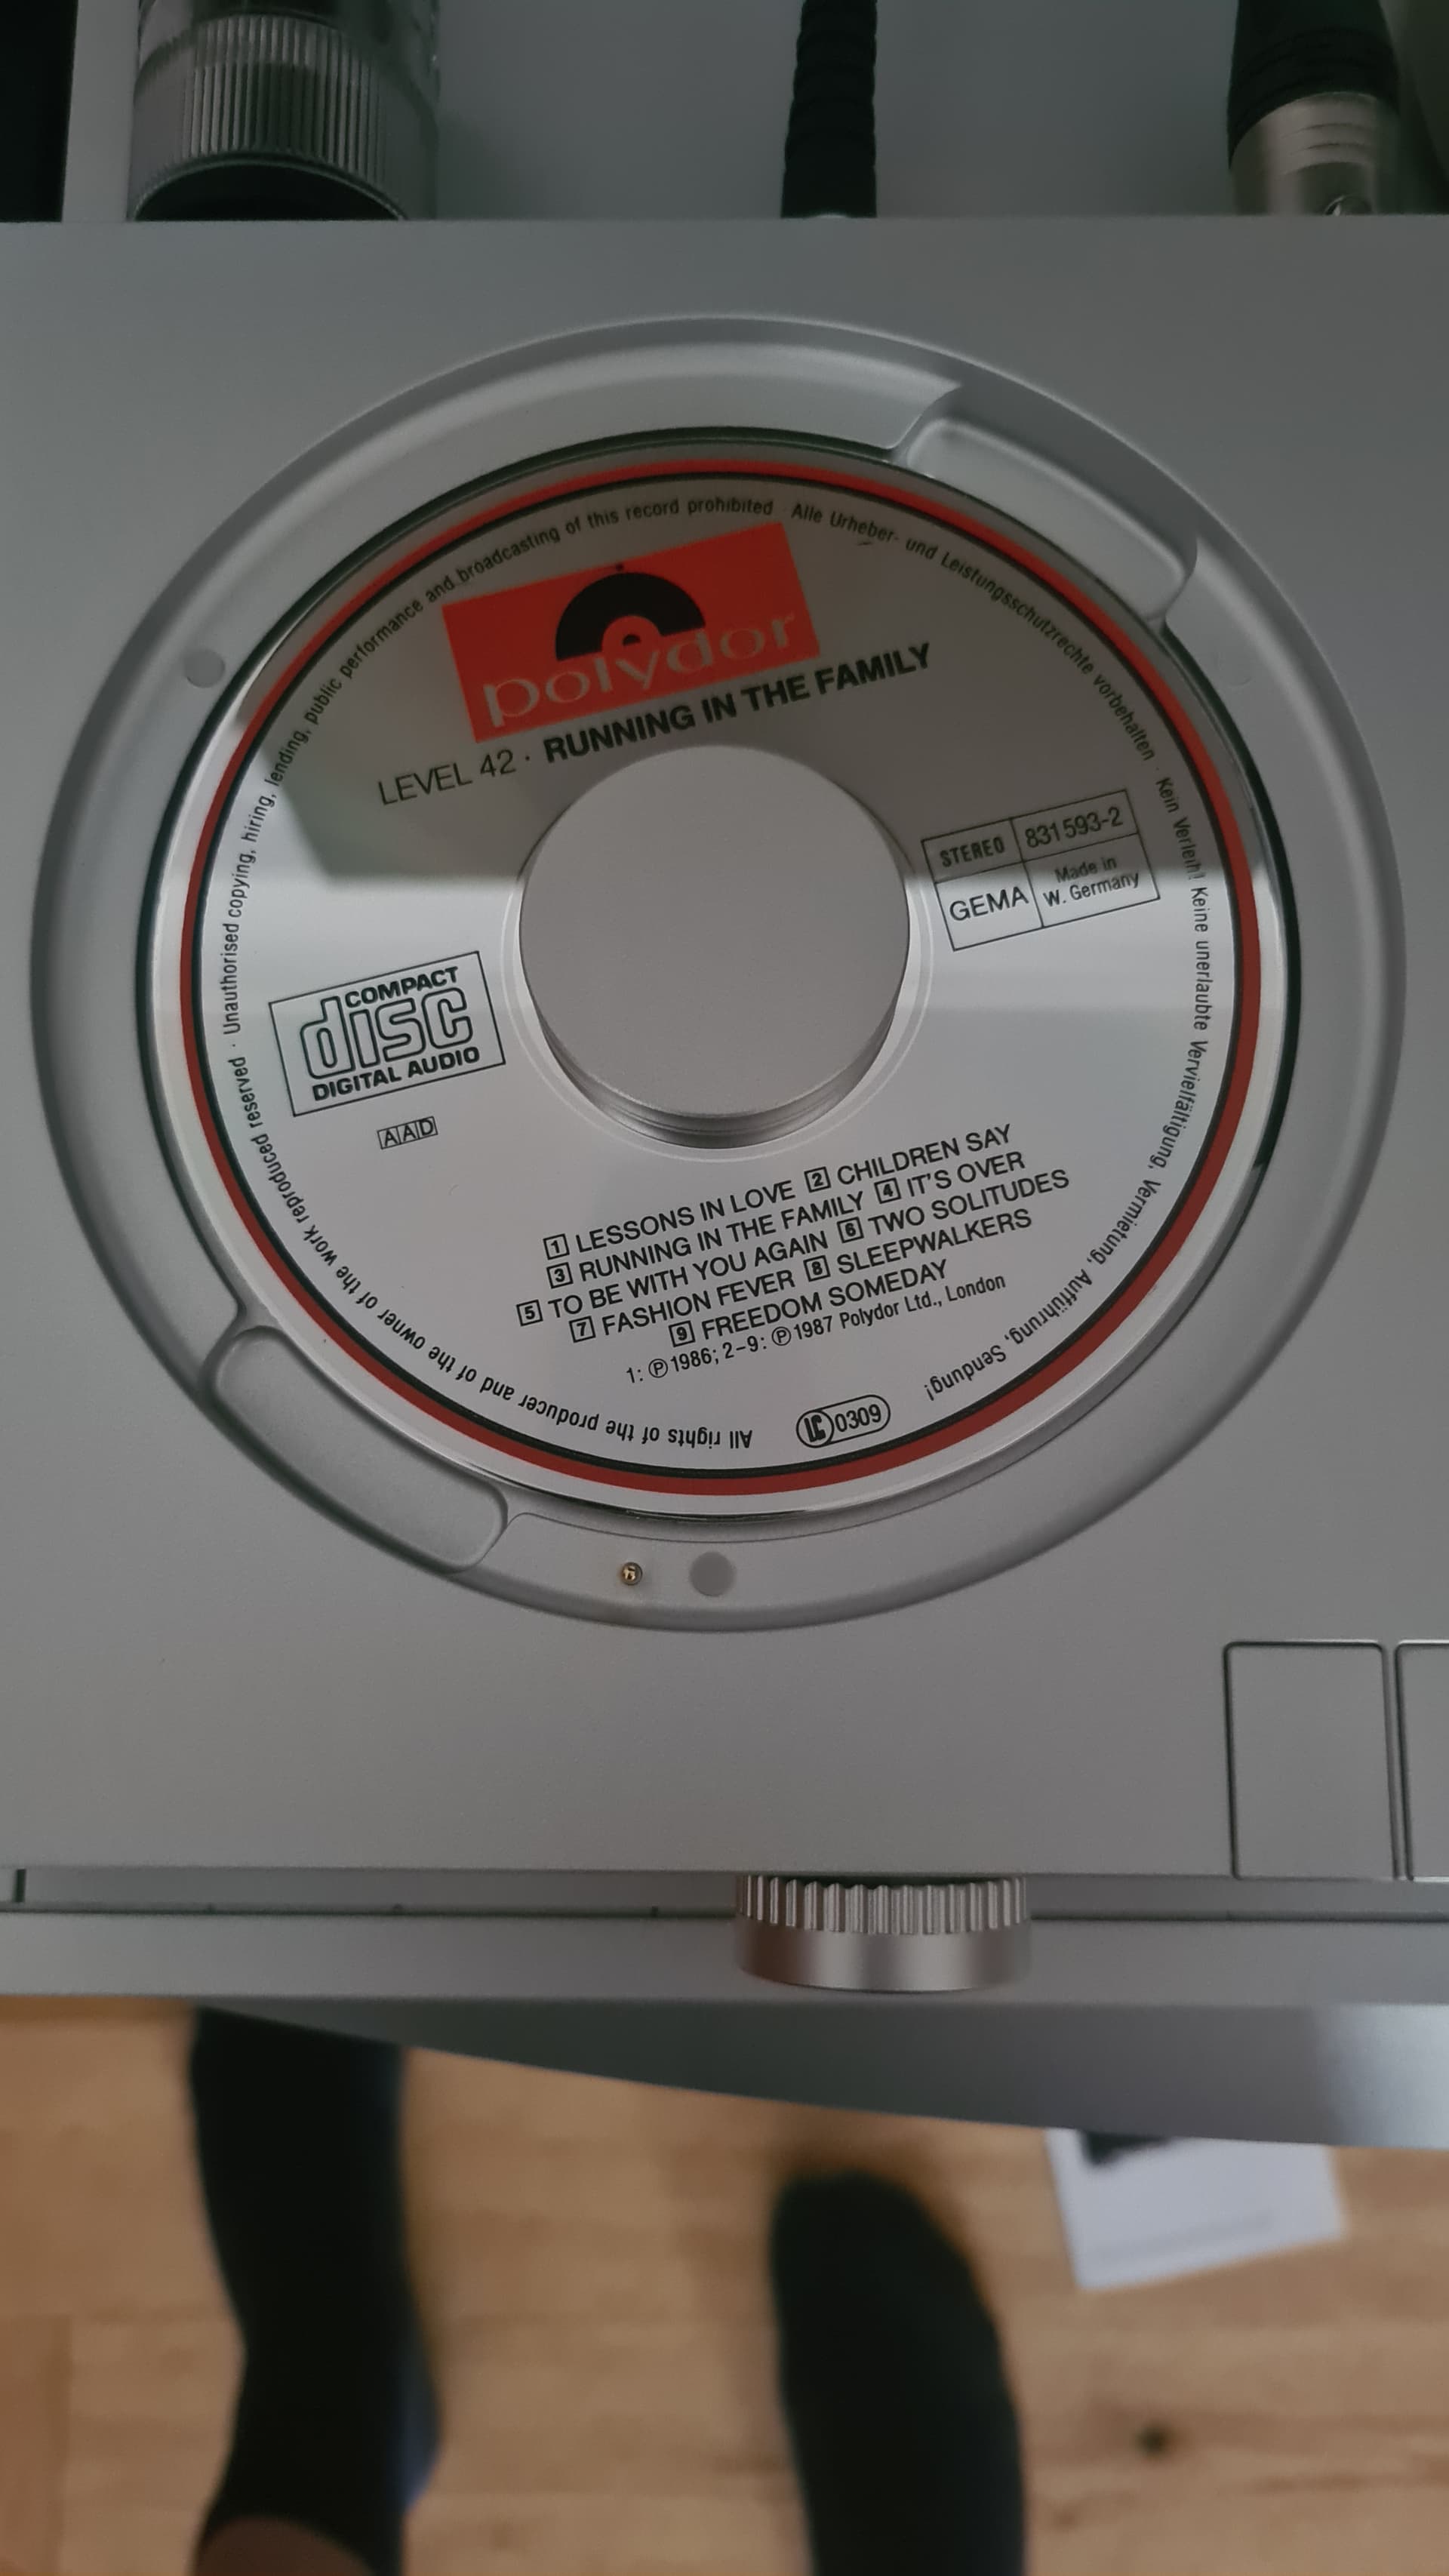 polydor
LEVEL 42 · RUNNING IN THE FAMILY
STEREO 831 593-2
GEMA Made in W. Germany
COMPACT
disc
DIGITAL AUDIO
AAD
1 LESSONS IN LOVE 2 CHILDREN SAY
3 RUNNING IN THE FAMILY 4 IT'S OVER
5 TO BE WITH YOU AGAIN 6 TWO SOLITUDES
7 FASHION FEVER 8 SLEEPWALKERS
9 FREEDOM SOMEDAY
1: ℗1986; 2–9: ℗1987 Polydor Ltd., London
LC 0309
All rights of the producer and of the owner of the work reproduced reserved · Unauthorised copying, hiring, lending, public performance and broadcasting of this record prohibited · Alle Urheber- und Leistungsschutzrechte vorbehalten · Kein Verleih! Keine unerlaubte Vervielfältigung, Vermietung, Aufführung, Sendung!